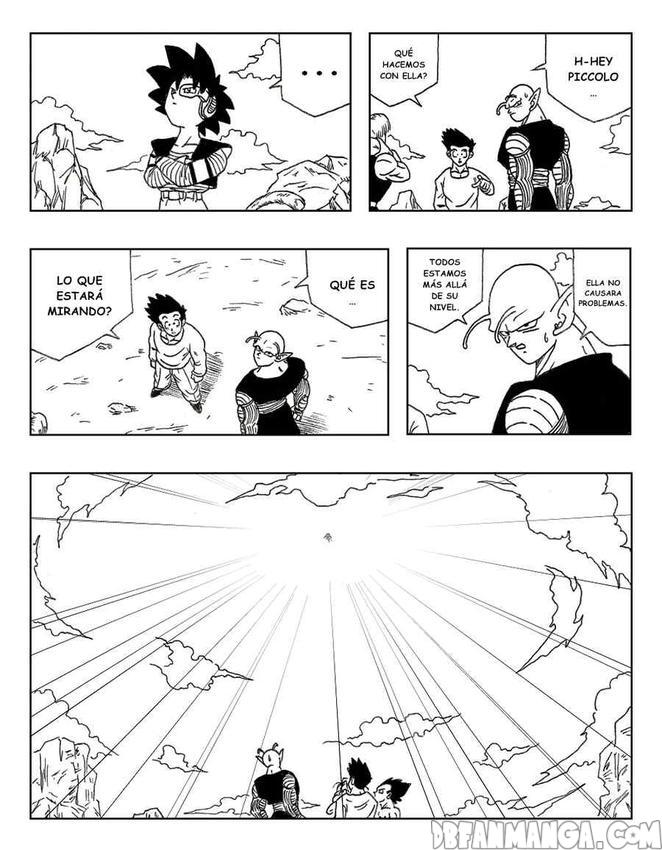 ...
H-HEY
PICCOLO
...
QUÉ
HACEMOS
CON ELLA?
ELLA NO
CAUSARA
PROBLEMAS.
TODOS
ESTAMOS
MÁS ALLÁ
DE SU
NIVEL.
LO QUE
ESTARÁ
MIRANDO?
QUÉ ES
...
DBFANMANGA.COM